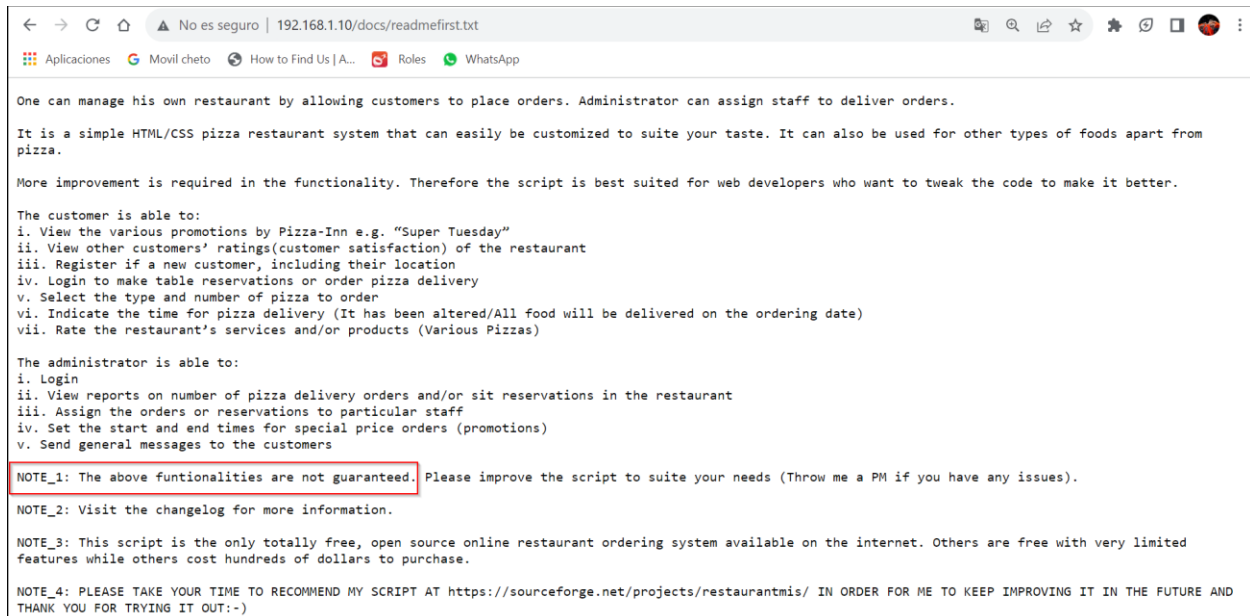 No es seguro | 192.168.1.10/docs/readmefirst.txt
Aplicaciones Movil cheto How to Find Us | A... Roles WhatsApp
One can manage his own restaurant by allowing customers to place orders. Administrator can assign staff to deliver orders.
It is a simple HTML/CSS pizza restaurant system that can easily be customized to suite your taste. It can also be used for other types of foods apart from
pizza.
More improvement is required in the functionality. Therefore the script is best suited for web developers who want to tweak the code to make it better.
The customer is able to:
i. View the various promotions by Pizza-Inn e.g. “Super Tuesday”
ii. View other customers’ ratings(customer satisfaction) of the restaurant
iii. Register if a new customer, including their location
iv. Login to make table reservations or order pizza delivery
v. Select the type and number of pizza to order
vi. Indicate the time for pizza delivery (It has been altered/All food will be delivered on the ordering date)
vii. Rate the restaurant’s services and/or products (Various Pizzas)
The administrator is able to:
i. Login
ii. View reports on number of pizza delivery orders and/or sit reservations in the restaurant
iii. Assign the orders or reservations to particular staff
iv. Set the start and end times for special price orders (promotions)
v. Send general messages to the customers
NOTE_1: The above funtionalities are not guaranteed. Please improve the script to suite your needs (Throw me a PM if you have any issues).
NOTE_2: Visit the changelog for more information.
NOTE_3: This script is the only totally free, open source online restaurant ordering system available on the internet. Others are free with very limited
features while others cost hundreds of dollars to purchase.
NOTE_4: PLEASE TAKE YOUR TIME TO RECOMMEND MY SCRIPT AT https://sourceforge.net/projects/restaurantmis/ IN ORDER FOR ME TO KEEP IMPROVING IT IN THE FUTURE AND
THANK YOU FOR TRYING IT OUT:-)